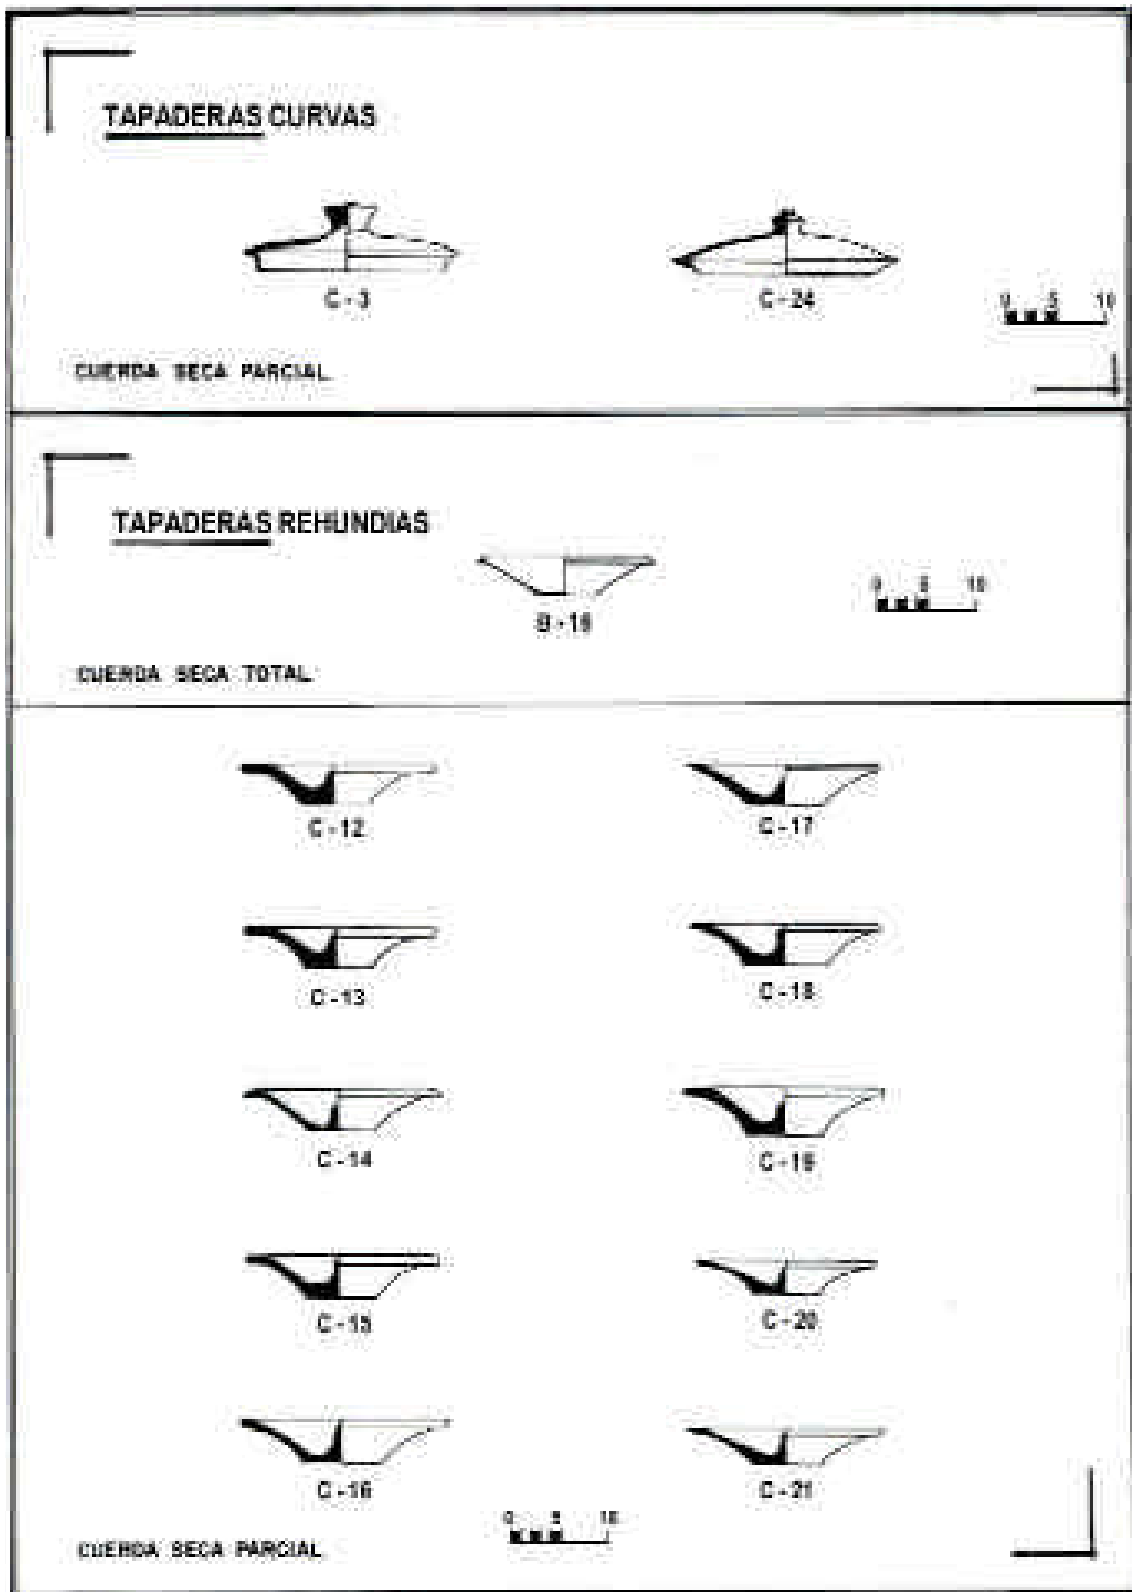 TAPADERAS CURVAS
C - 3
C - 24
0 5 10
CUERDA SECA PARCIAL
TAPADERAS REHUNDIAS
B - 18
0 5 10
CUERDA SECA TOTAL
C - 12
C - 17
C - 13
C - 18
C - 14
C - 19
C - 15
C - 20
C - 16
C - 21
0 5 10
CUERDA SECA PARCIAL